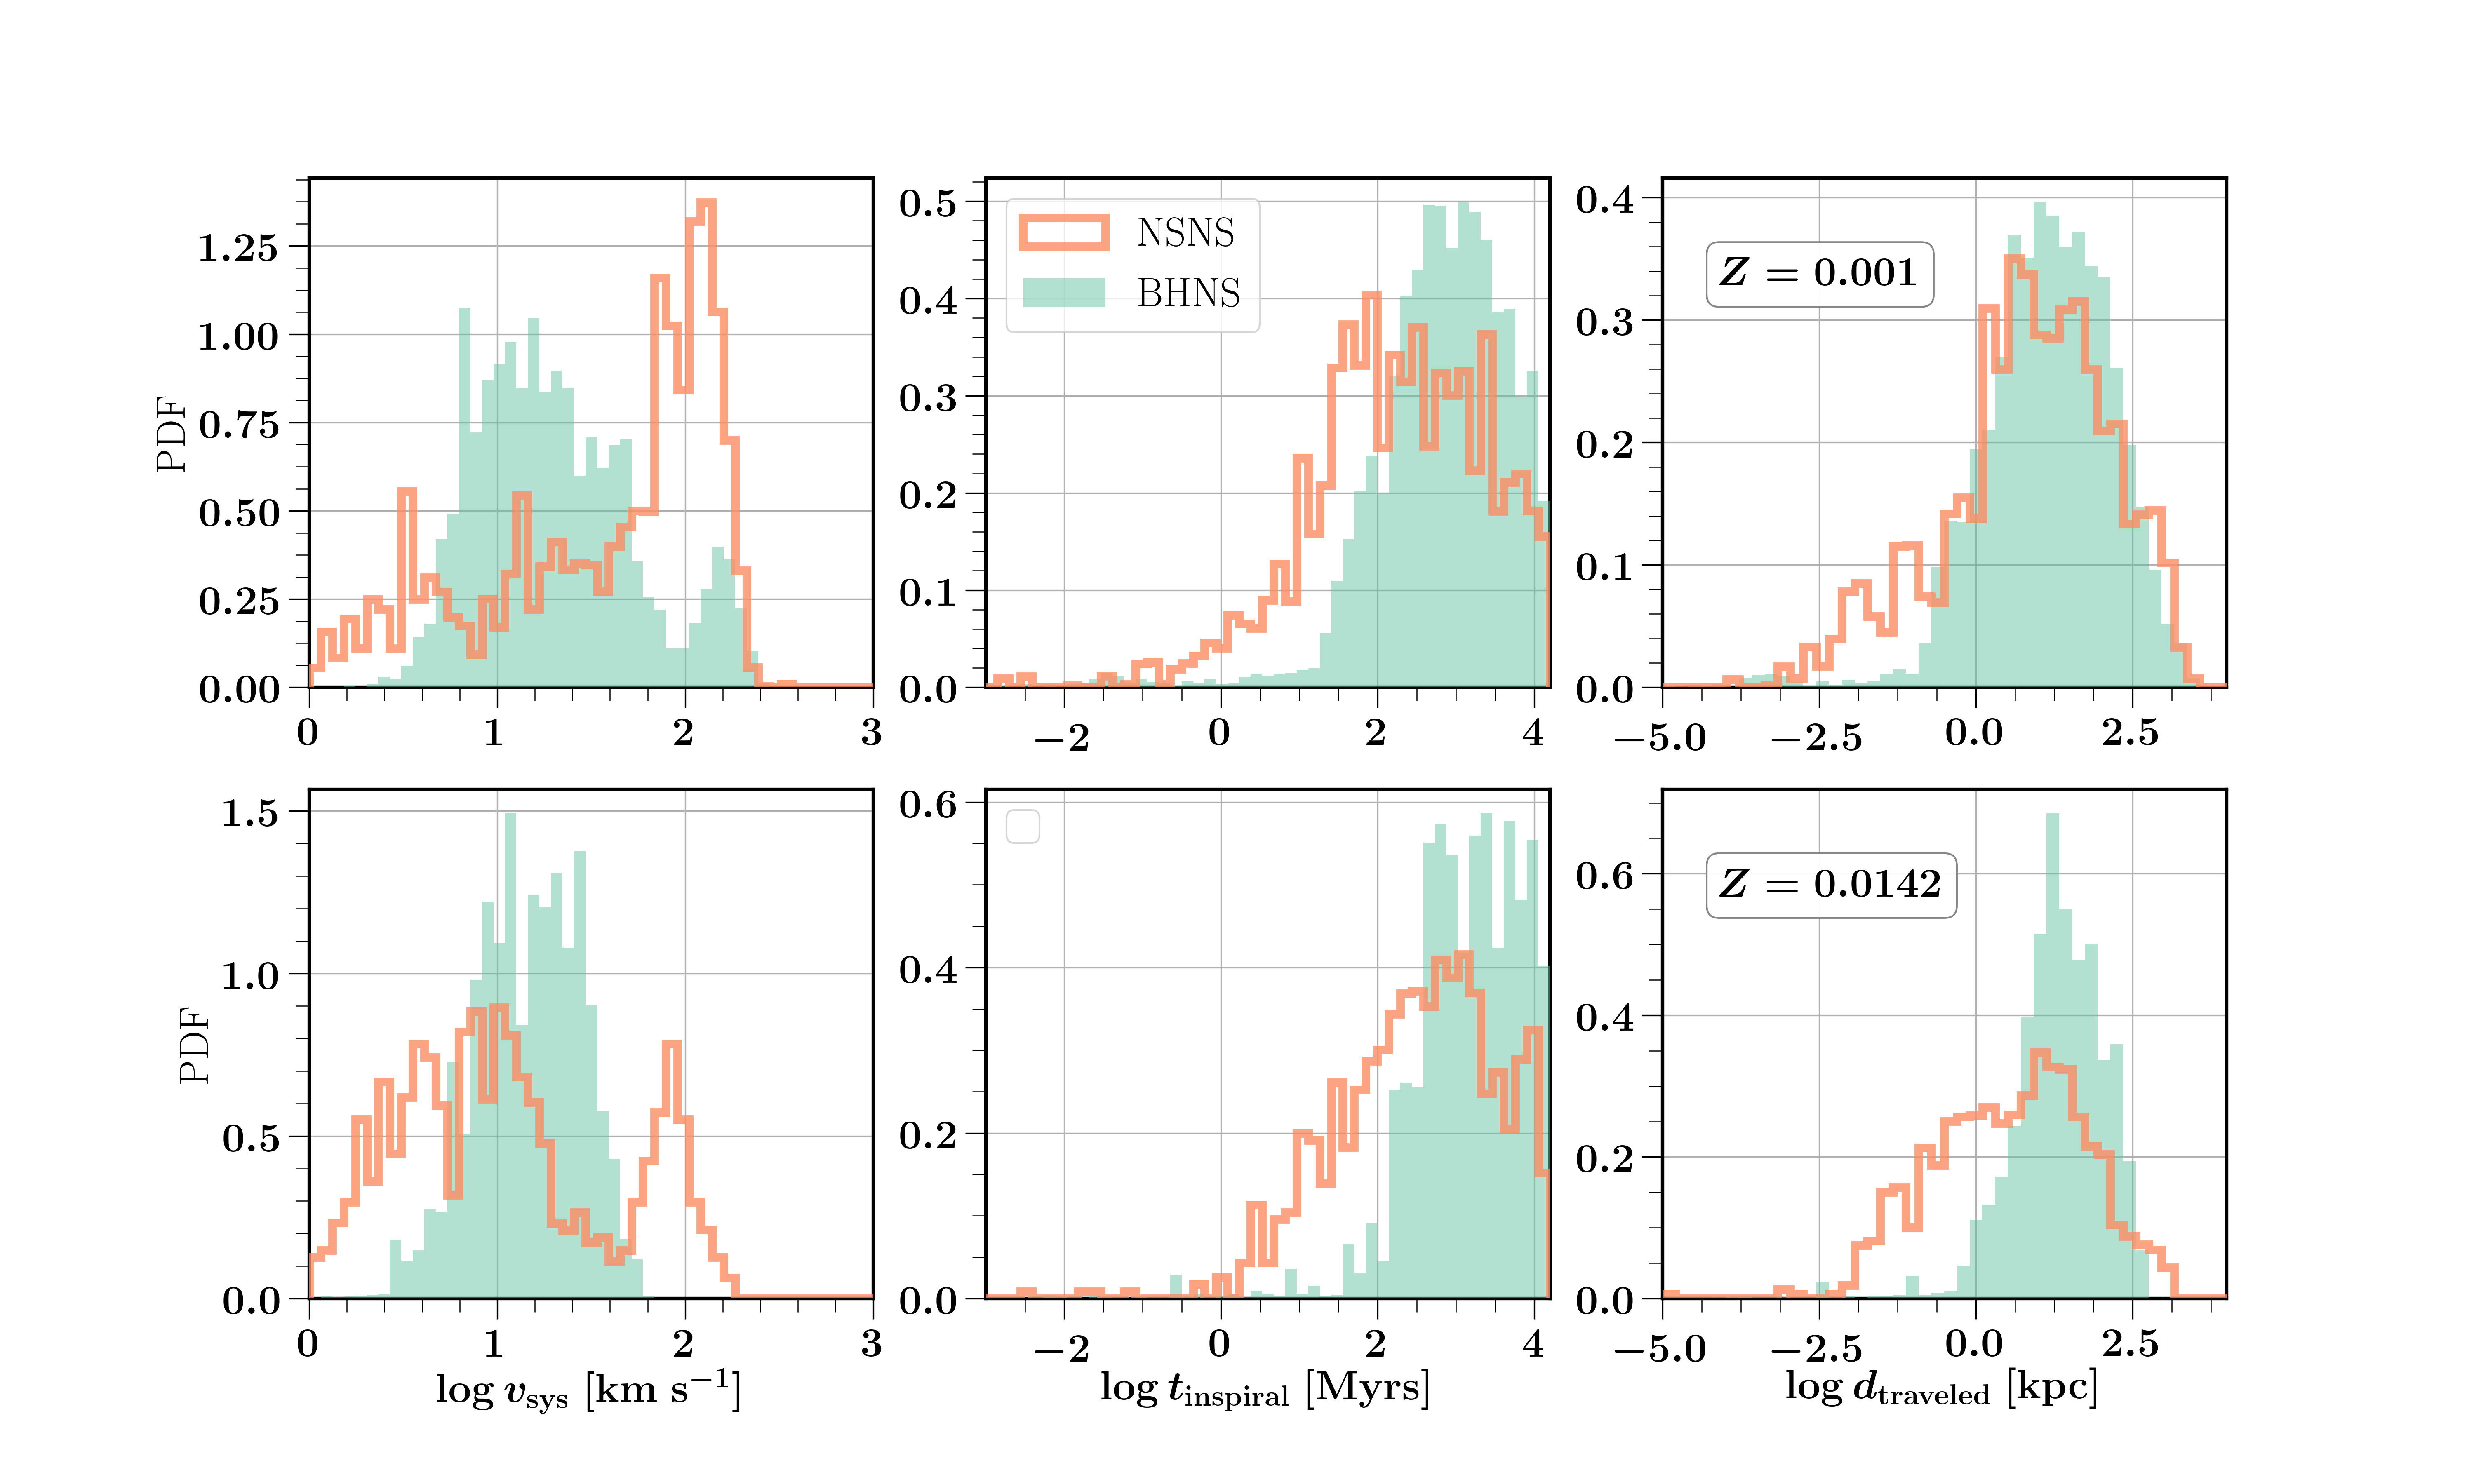 PDF
1.25
1.00
0.75
0.50
0.25
0.00
0 1 2 3
0.5
0.4
0.3
0.2
0.1
0.0
NSNS
BHNS
−2 0 2 4
0.4
0.3
0.2
0.1
0.0
Z = 0.001
−5.0 −2.5 0.0 2.5
PDF
1.5
1.0
0.5
0.0
0 1 2 3
log v_sys [km s⁻¹]
0.6
0.4
0.2
0.0
−2 0 2 4
log t_inspiral [Myrs]
0.6
0.4
0.2
0.0
Z = 0.0142
−5.0 −2.5 0.0 2.5
log d_traveled [kpc]